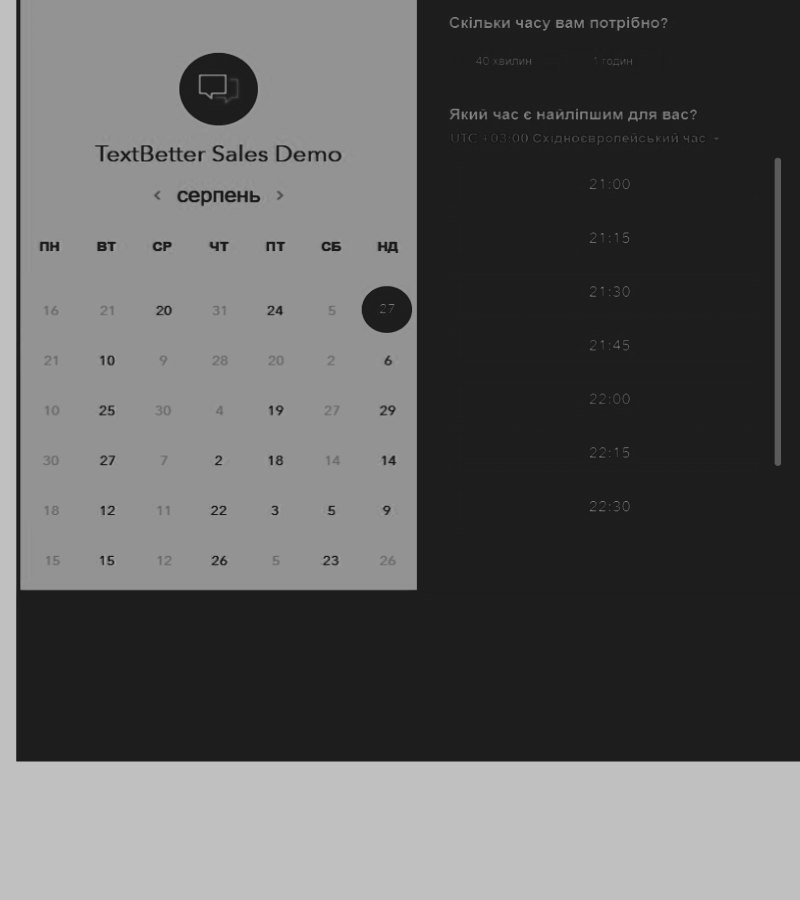 TextBetter Sales Demo
< серпень >
ПН ВТ СР ЧТ ПТ СБ НД
16 21 20 31 24 5 27
21 10 9 28 20 2 6
10 25 30 4 19 27 29
30 27 7 2 18 14 14
18 12 11 22 3 5 9
15 15 12 26 5 23 26
Скільки часу вам потрібно?
40 хвилин 1 годин
Який час є найліпшим для вас?
UTC +03:00 Східноєвропейський час
21:00
21:15
21:30
21:45
22:00
22:15
22:30